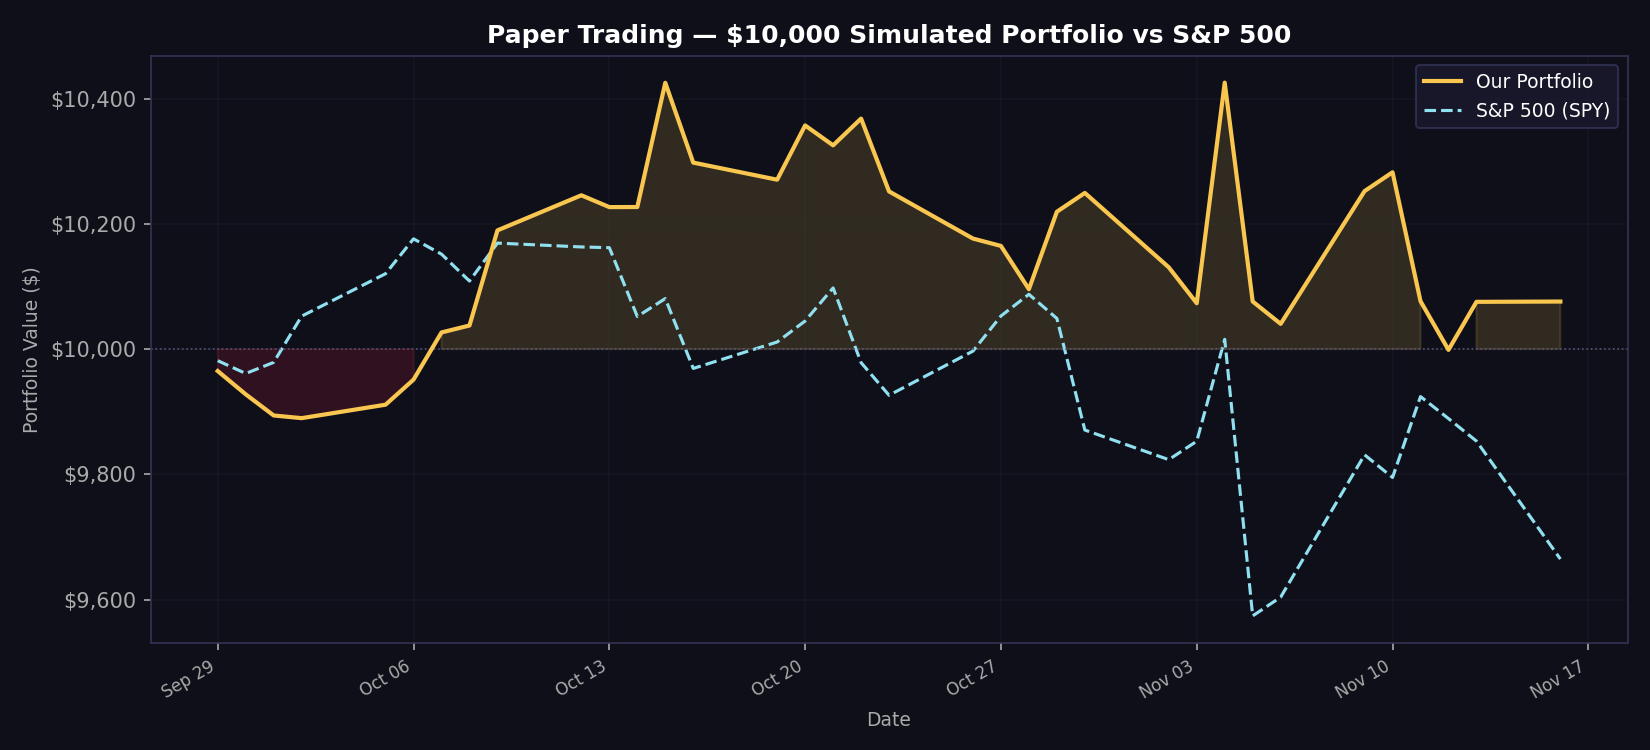 Paper Trading — $10,000 Simulated Portfolio vs S&P 500
Our Portfolio
S&P 500 (SPY)
Portfolio Value ($)
$10,400
$10,200
$10,000
$9,800
$9,600
Sep 29
Oct 06
Oct 13
Oct 20
Oct 27
Nov 03
Nov 10
Nov 17
Date